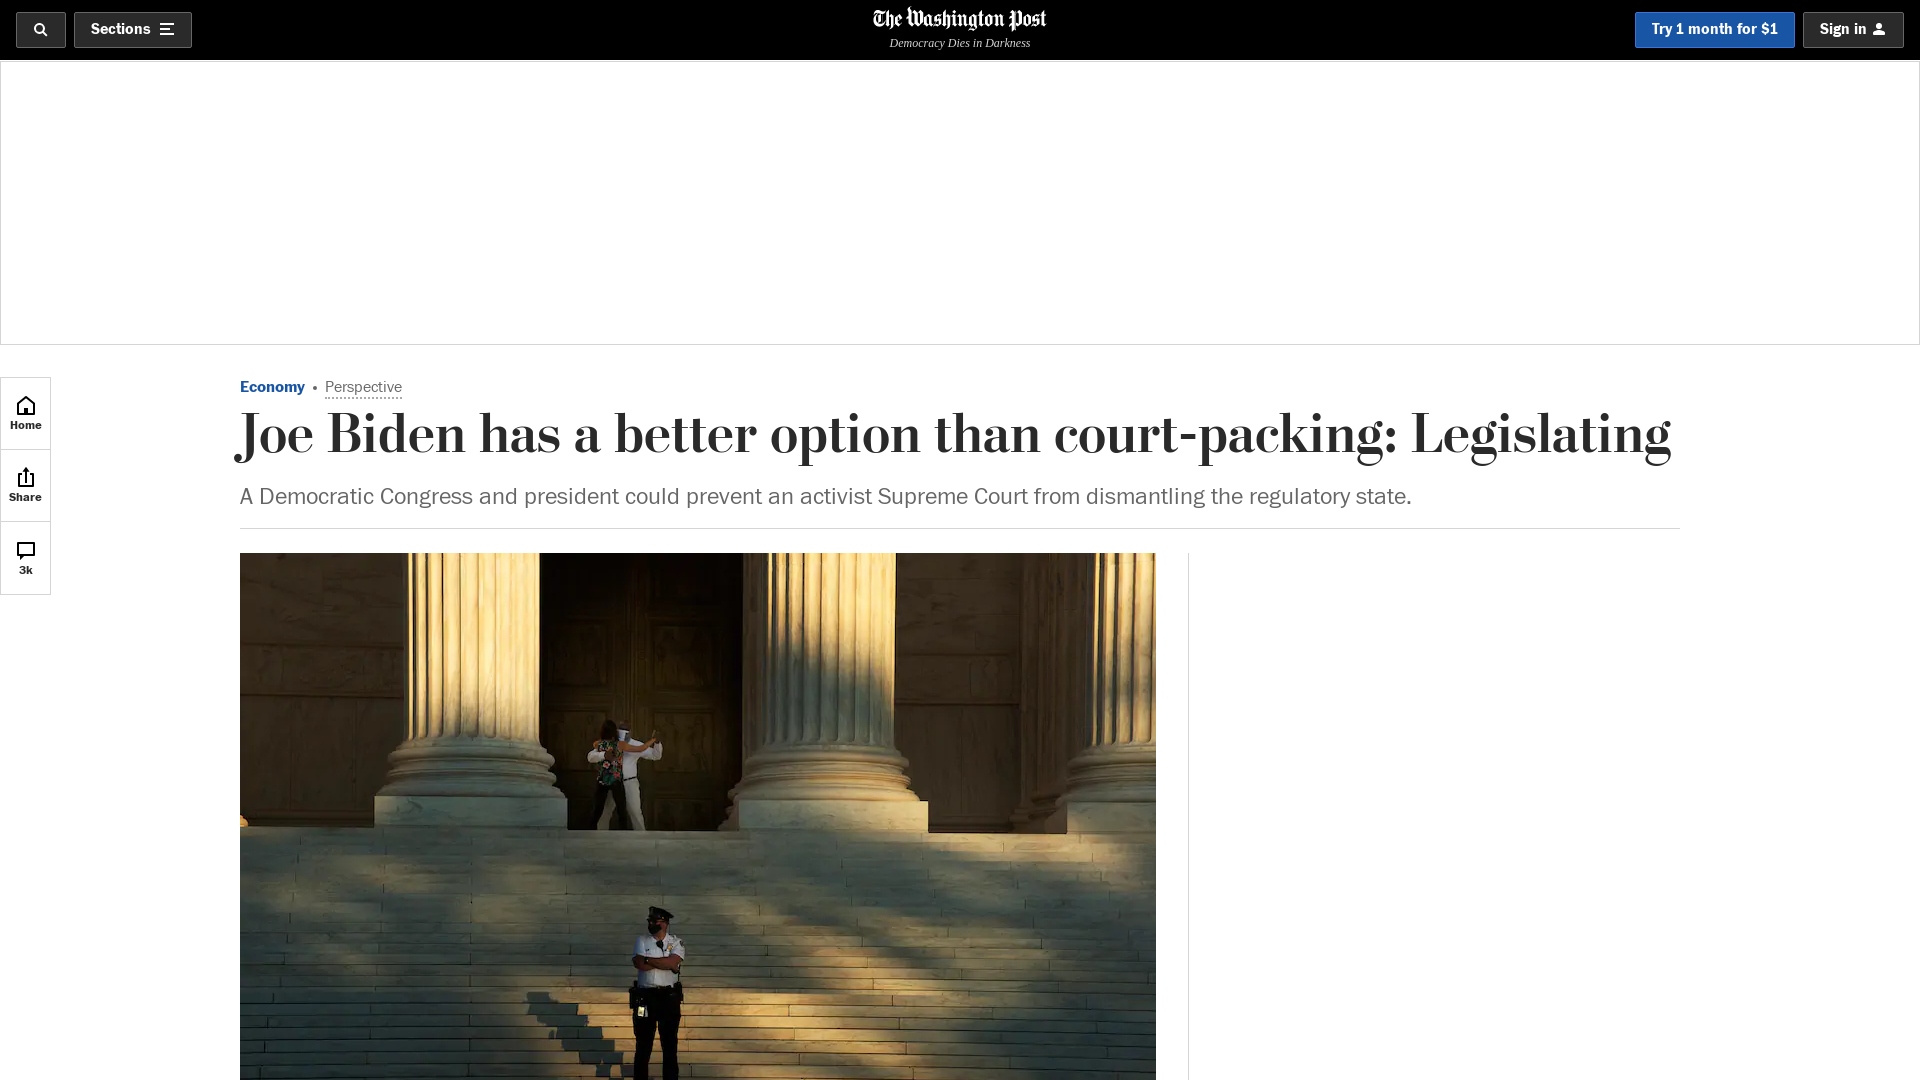 Sections
The Washington Post
Democracy Dies in Darkness
Try 1 month for $1
Sign in
Home
Share
3k
Economy • Perspective
Joe Biden has a better option than court-packing: Legislating
A Democratic Congress and president could prevent an activist Supreme Court from dismantling the regulatory state.